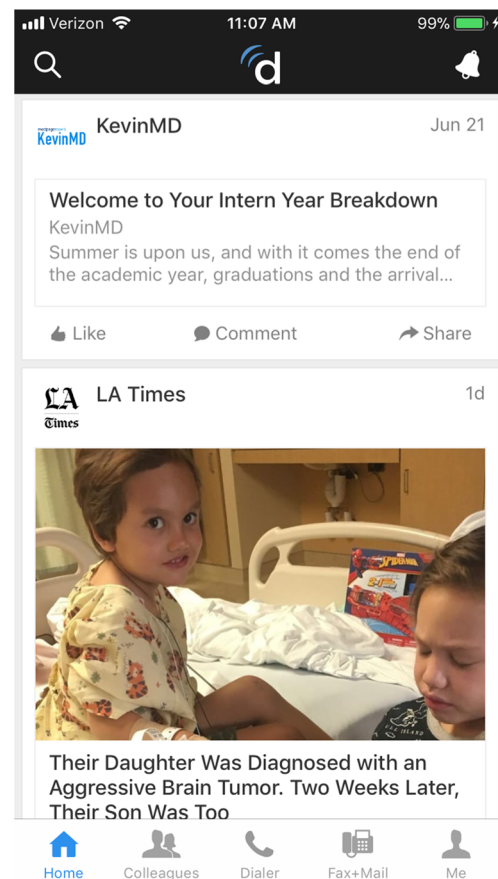 Verizon 11:07 AM 99%
d
KevinMD KevinMD Jun 21
Welcome to Your Intern Year Breakdown
KevinMD
Summer is upon us, and with it comes the end of
the academic year, graduations and the arrival...
Like Comment Share
LA LA Times 1d
Times
MARVEL
SPIDER-MAN
Their Daughter Was Diagnosed with an
Aggressive Brain Tumor. Two Weeks Later,
Their Son Was Too
Home Colleagues Dialer Fax+Mail Me